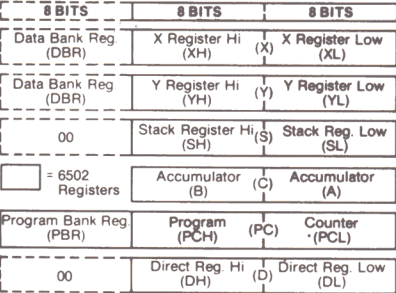 8 BITS 8 BITS 8 BITS
Data Bank Reg. X Register Hi (X) X Register Low
(DBR) (XH) (XL)
Data Bank Reg. Y Register Hi (Y) Y Register Low
(DBR) (YH) (YL)
00 Stack Register Hi (S) Stack Reg. Low
(SH) (SL)
= 6502 Accumulator (C) Accumulator
Registers (B) (A)
Program Bank Reg. Program (PC) Counter
(PBR) (PCH) (PCL)
00 Direct Reg. Hi (D) Direct Reg. Low
(DH) (DL)